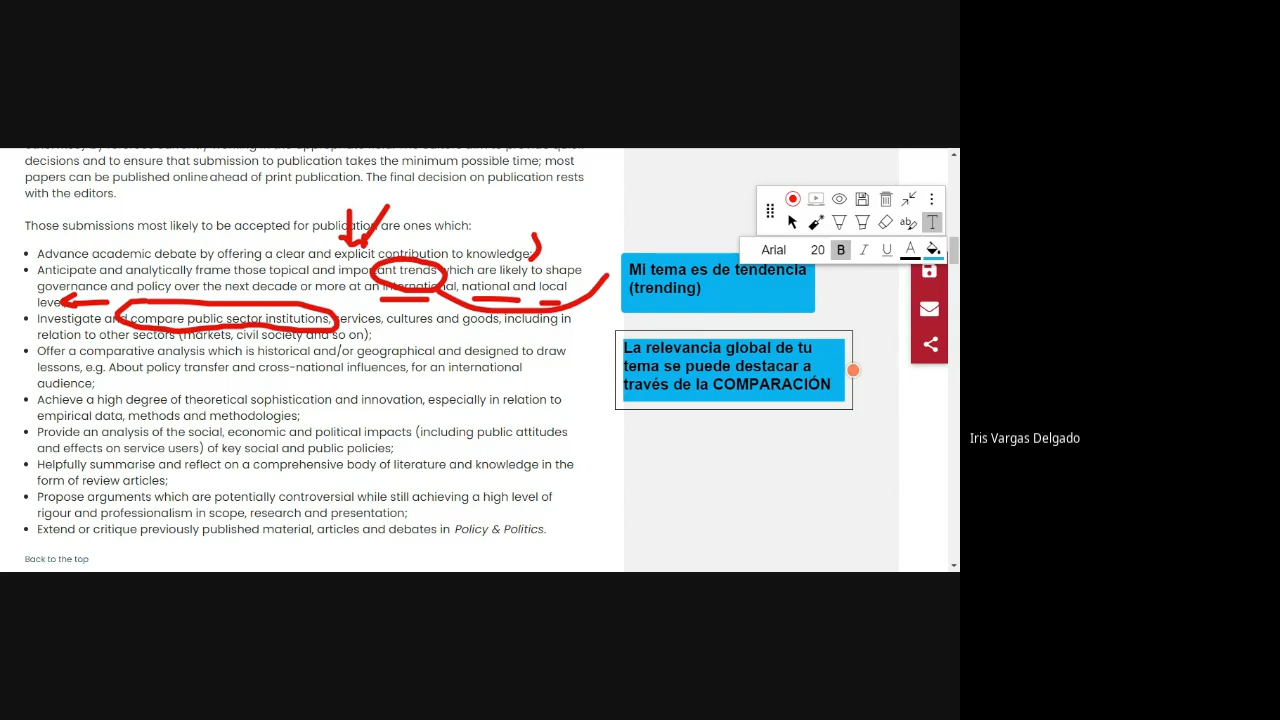 decisions and to ensure that submission to publication takes the minimum possible time; most
papers can be published online ahead of print publication. The final decision on publication rests
with the editors.
Those submissions most likely to be accepted for publication are ones which:
Advance academic debate by offering a clear and explicit contribution to knowledge;
Anticipate and analytically frame those topical and important trends which are likely to shape
governance and policy over the next decade or more at an international, national and local
level
Investigate and compare public sector institutions, services, cultures and goods, including in
relation to other sectors (markets, civil society and so on);
Offer a comparative analysis which is historical and/or geographical and designed to draw
lessons, e.g. About policy transfer and cross-national influences, for an international
audience;
Achieve a high degree of theoretical sophistication and innovation, especially in relation to
empirical data, methods and methodologies;
Provide an analysis of the social, economic and political impacts (including public attitudes
and effects on service users) of key social and public policies;
Helpfully summarise and reflect on a comprehensive body of literature and knowledge in the
form of review articles;
Propose arguments which are potentially controversial while still achieving a high level of
rigour and professionalism in scope, research and presentation;
Extend or critique previously published material, articles and debates in Policy & Politics.
Back to the top
Arial 20 B I U A
Mi tema es de tendencia
(trending)
La relevancia global de tu
tema se puede destacar a
través de la COMPARACIÓN
Iris Vargas Delgado